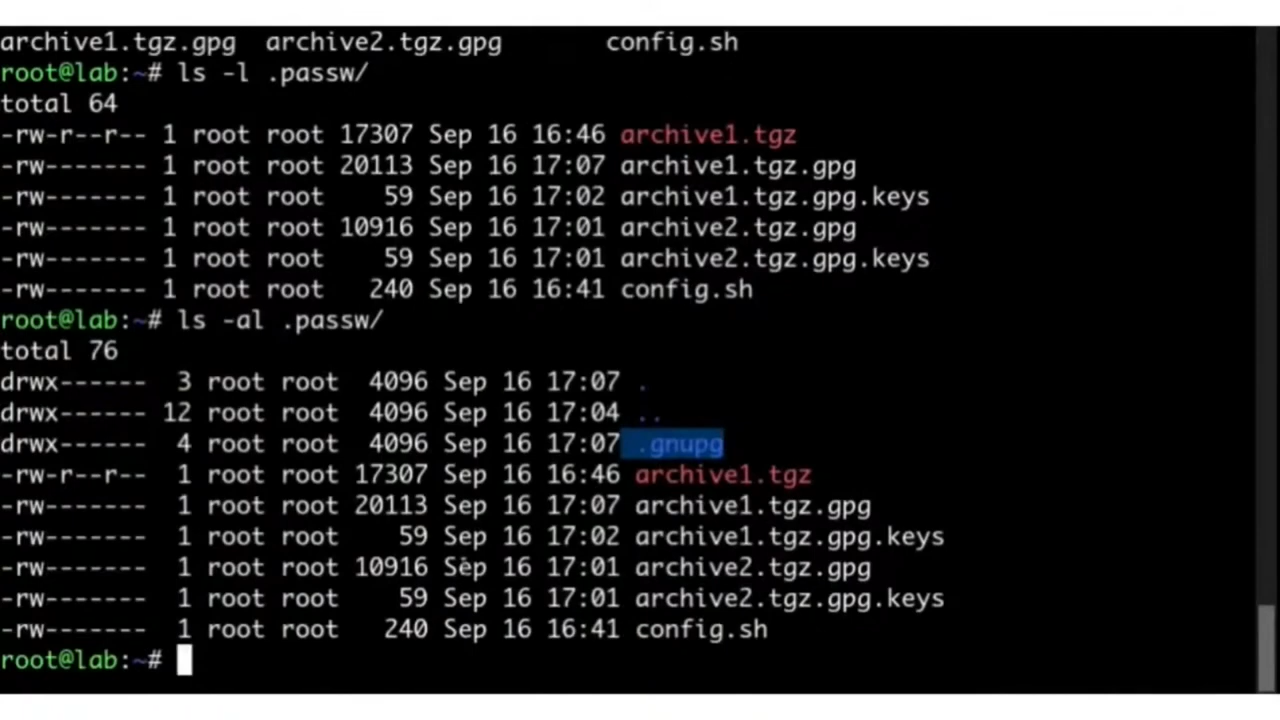 archive1.tgz.gpg  archive2.tgz.gpg       config.sh
root@lab:~# ls -l .passw/
total 64
-rw-r--r-- 1 root root 17307 Sep 16 16:46 archive1.tgz
-rw------- 1 root root 20113 Sep 16 17:07 archive1.tgz.gpg
-rw------- 1 root root    59 Sep 16 17:02 archive1.tgz.gpg.keys
-rw------- 1 root root 10916 Sep 16 17:01 archive2.tgz.gpg
-rw------- 1 root root    59 Sep 16 17:01 archive2.tgz.gpg.keys
-rw------- 1 root root   240 Sep 16 16:41 config.sh
root@lab:~# ls -al .passw/
total 76
drwx------  3 root root  4096 Sep 16 17:07 .
drwx------ 12 root root  4096 Sep 16 17:04 ..
drwx------  4 root root  4096 Sep 16 17:07 .gnupg
-rw-r--r--  1 root root 17307 Sep 16 16:46 archive1.tgz
-rw-------  1 root root 20113 Sep 16 17:07 archive1.tgz.gpg
-rw-------  1 root root    59 Sep 16 17:02 archive1.tgz.gpg.keys
-rw-------  1 root root 10916 Sep 16 17:01 archive2.tgz.gpg
-rw-------  1 root root    59 Sep 16 17:01 archive2.tgz.gpg.keys
-rw-------  1 root root   240 Sep 16 16:41 config.sh
root@lab:~#